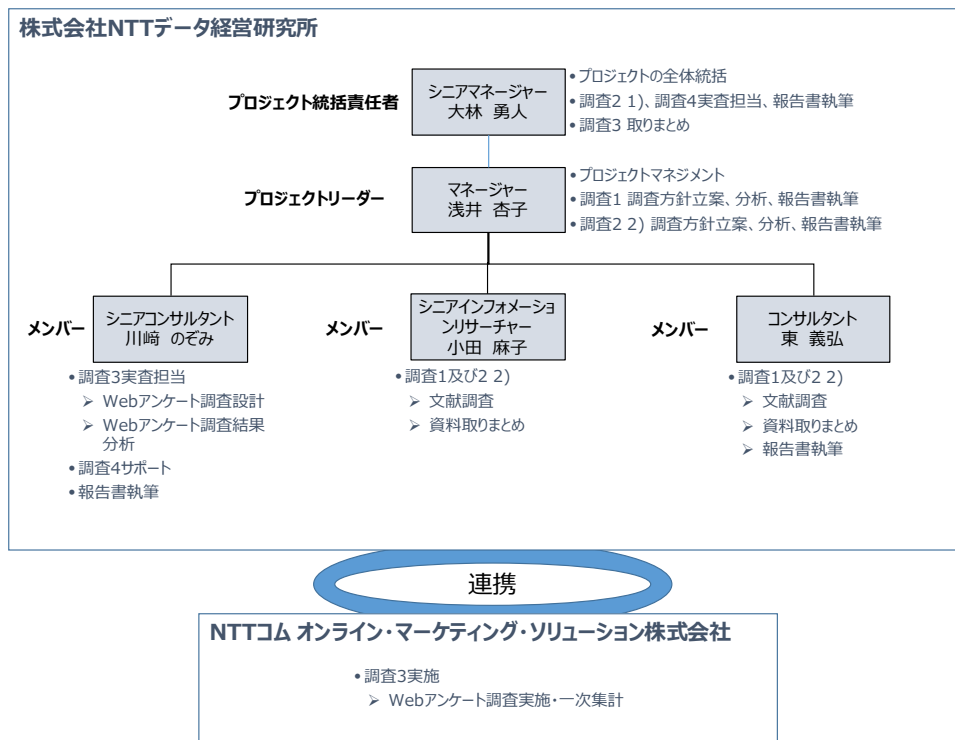 株式会社NTTデータ経営研究所
プロジェクト統括責任者
シニアマネージャー
大林 勇人
•プロジェクトの全体統括
•調査2 1)、調査4実査担当、報告書執筆
•調査3 取りまとめ
プロジェクトリーダー
マネージャー
浅井 杏子
•プロジェクトマネジメント
•調査1 調査方針立案、分析、報告書執筆
•調査2 2) 調査方針立案、分析、報告書執筆
メンバー
シニアコンサルタント
川﨑 のぞみ
•調査3実査担当
➢ Webアンケート調査設計
➢ Webアンケート調査結果
分析
•調査4サポート
•報告書執筆
メンバー
シニアインフォメーショ
ンリサーチャー
小田 麻子
•調査1及び2 2)
➢ 文献調査
➢ 資料取りまとめ
メンバー
コンサルタント
東 義弘
•調査1及び2 2)
➢ 文献調査
➢ 資料取りまとめ
➢ 報告書執筆
連携
NTTコム オンライン・マーケティング・ソリューション株式会社
•調査3実施
➢ Webアンケート調査実施・一次集計